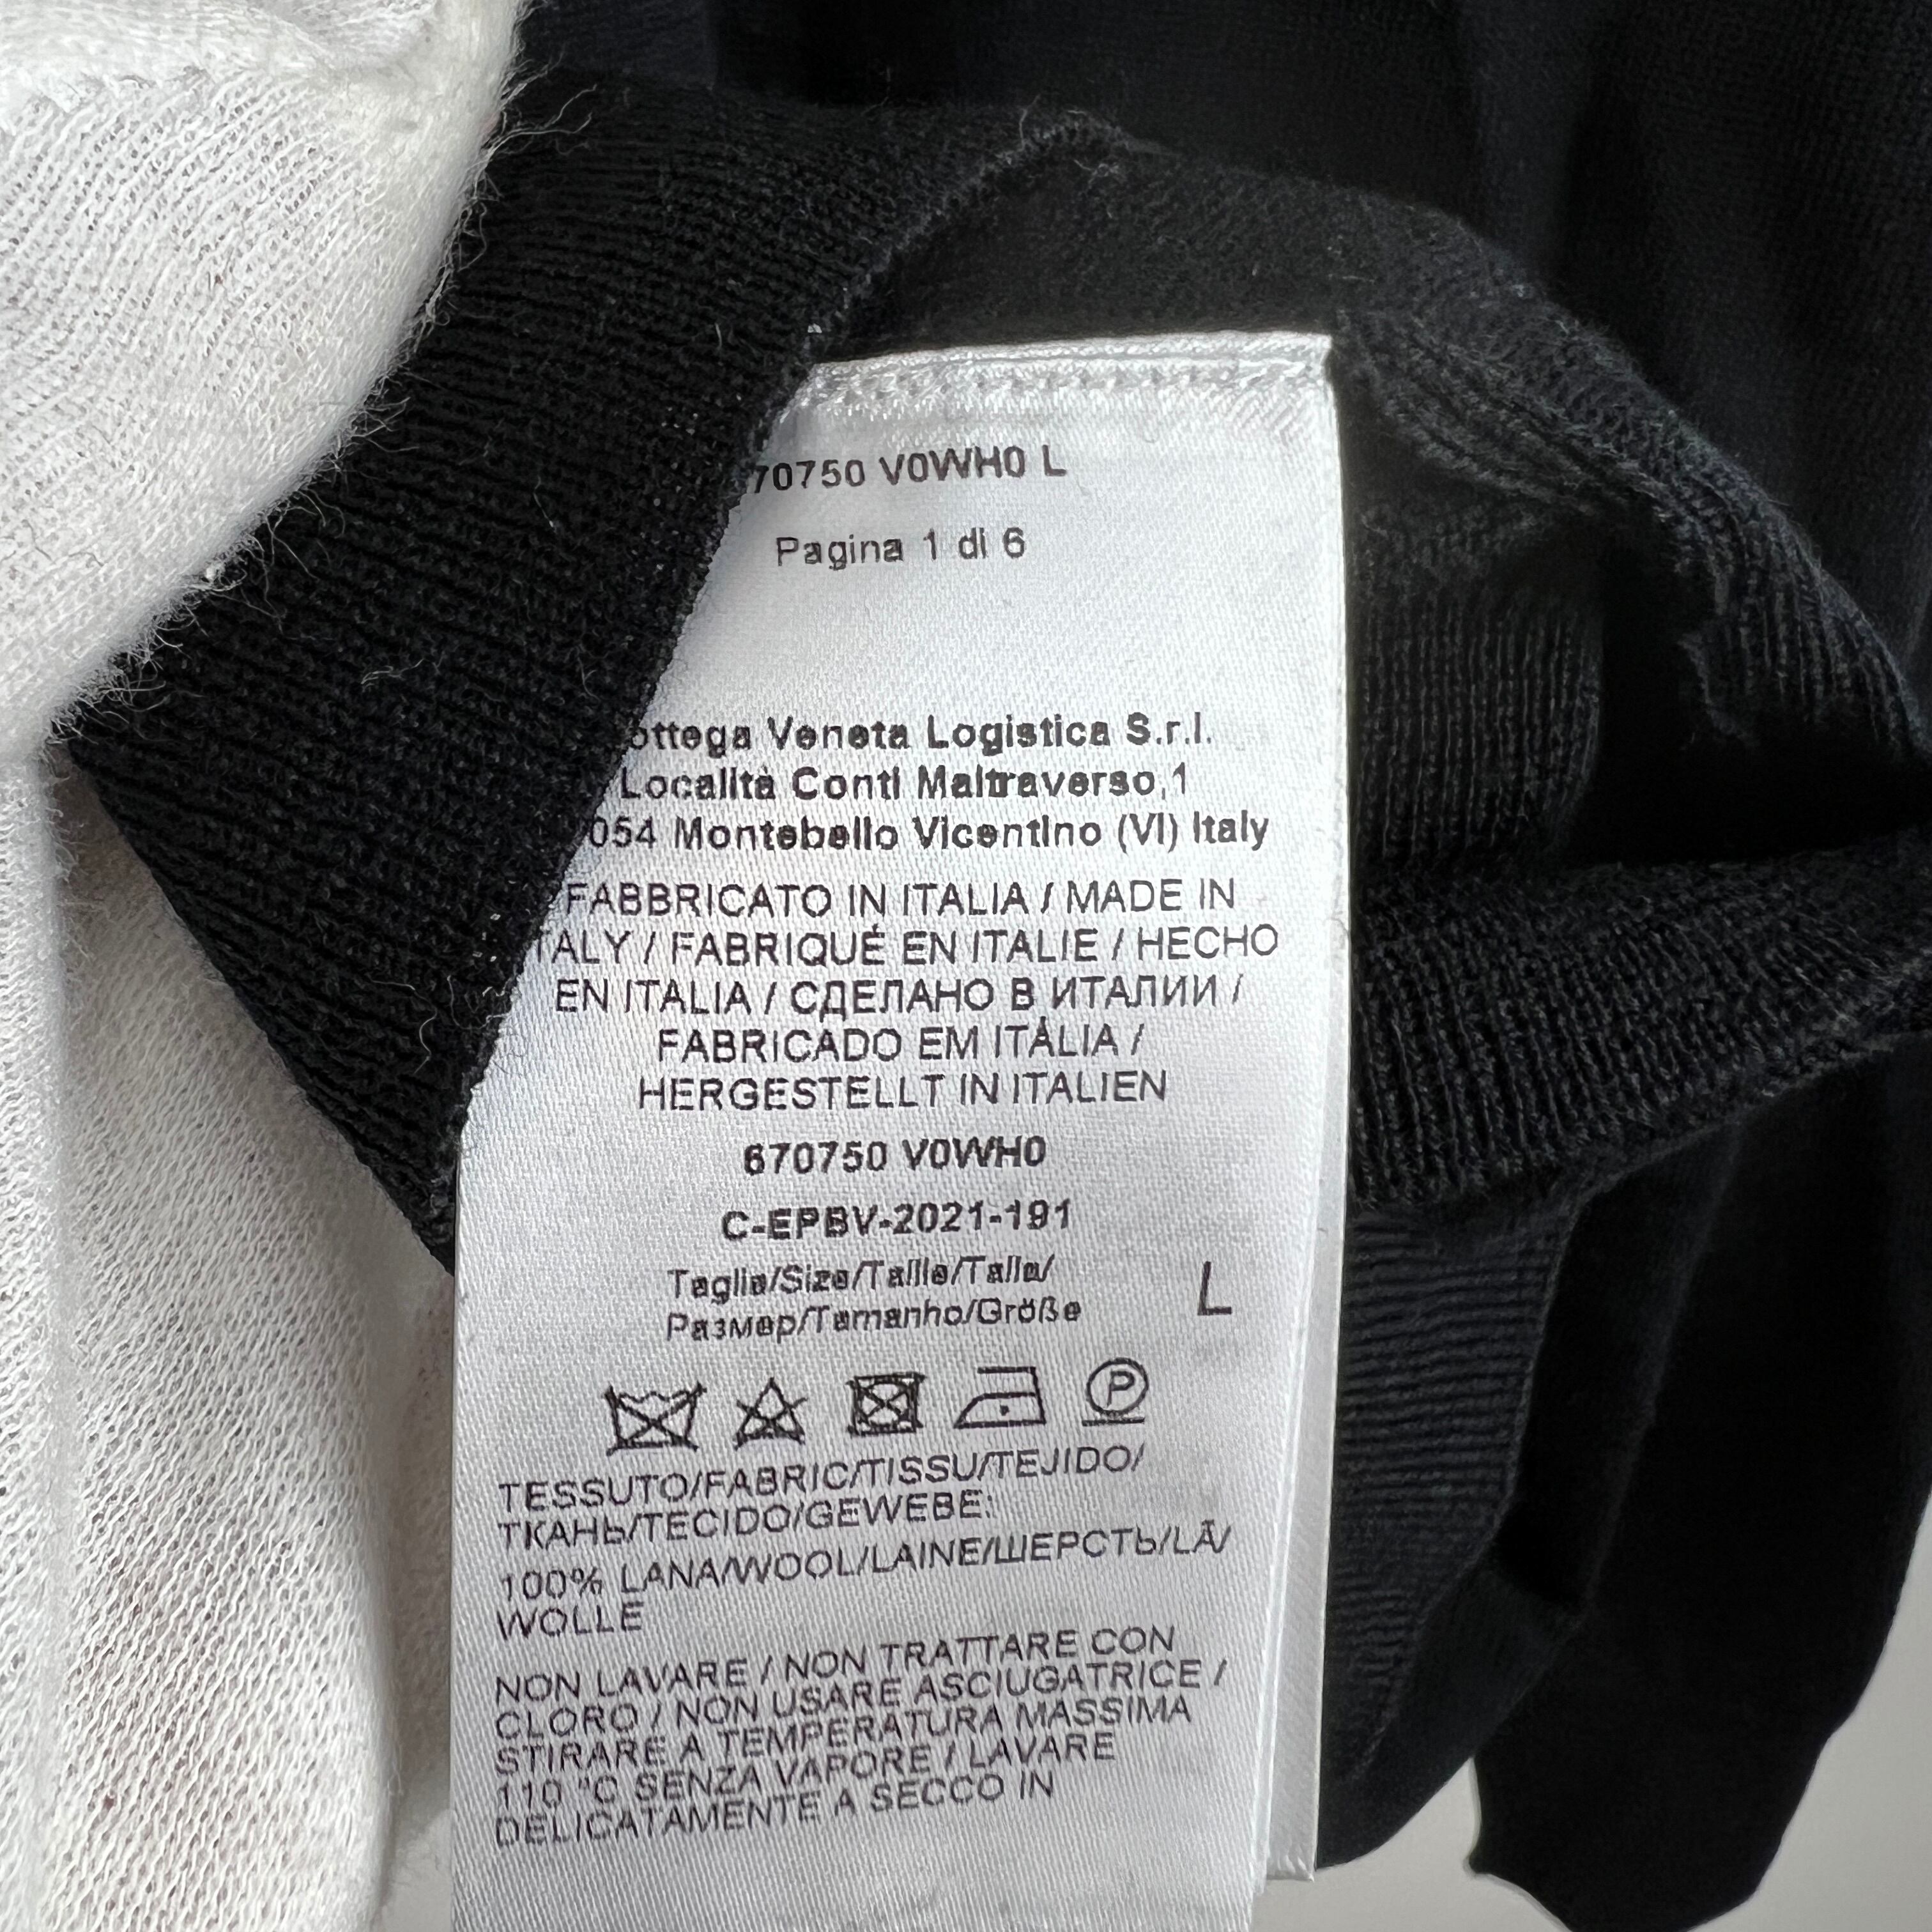 70750 V0WH0 L
Pagina 1 di 6
ottega Veneta Logistica S.r.l.
Località Conti Maltraverso,1
054 Montebello Vicentino (VI) Italy
FABBRICATO IN ITALIA / MADE IN
TALY / FABRIQUÉ EN ITALIE / HECHO
EN ITALIA / СДЕЛАНО В ИТАЛИИ /
FABRICADO EM ITÁLIA /
HERGESTELLT IN ITALIEN
670750 V0WH0
C-EPBV-2021-191
Taglia/Size/Taille/Talla/
Размер/Tamanho/Größe L
P
TESSUTO/FABRIC/TISSU/TEJIDO/
ТКАНЬ/TECIDO/GEWEBE:
100% LANA/WOOL/LAINE/ШЕРСТЬ/LÃ/
WOLLE
NON LAVARE / NON TRATTARE CON
CLORO / NON USARE ASCIUGATRICE /
STIRARE A TEMPERATURA MASSIMA
110 °C SENZA VAPORE / LAVARE
DELICATAMENTE A SECCO IN